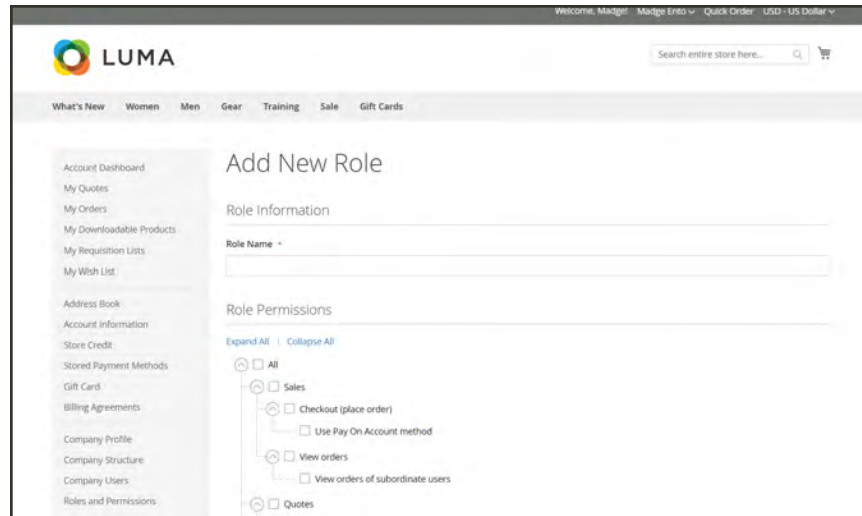 Welcome, Madge! Madge Ento Quick Order USD - US Dollar
LUMA
Search entire store here...
What's New Women Men Gear Training Sale Gift Cards
Account Dashboard
My Quotes
My Orders
My Downloadable Products
My Requisition Lists
My Wish List
Address Book
Account Information
Store Credit
Stored Payment Methods
Gift Card
Billing Agreements
Company Profile
Company Structure
Company Users
Roles and Permissions
Add New Role
Role Information
Role Name *
Role Permissions
Expand All | Collapse All
All
Sales
Checkout (place order)
Use Pay On Account method
View orders
View orders of subordinate users
Quotes